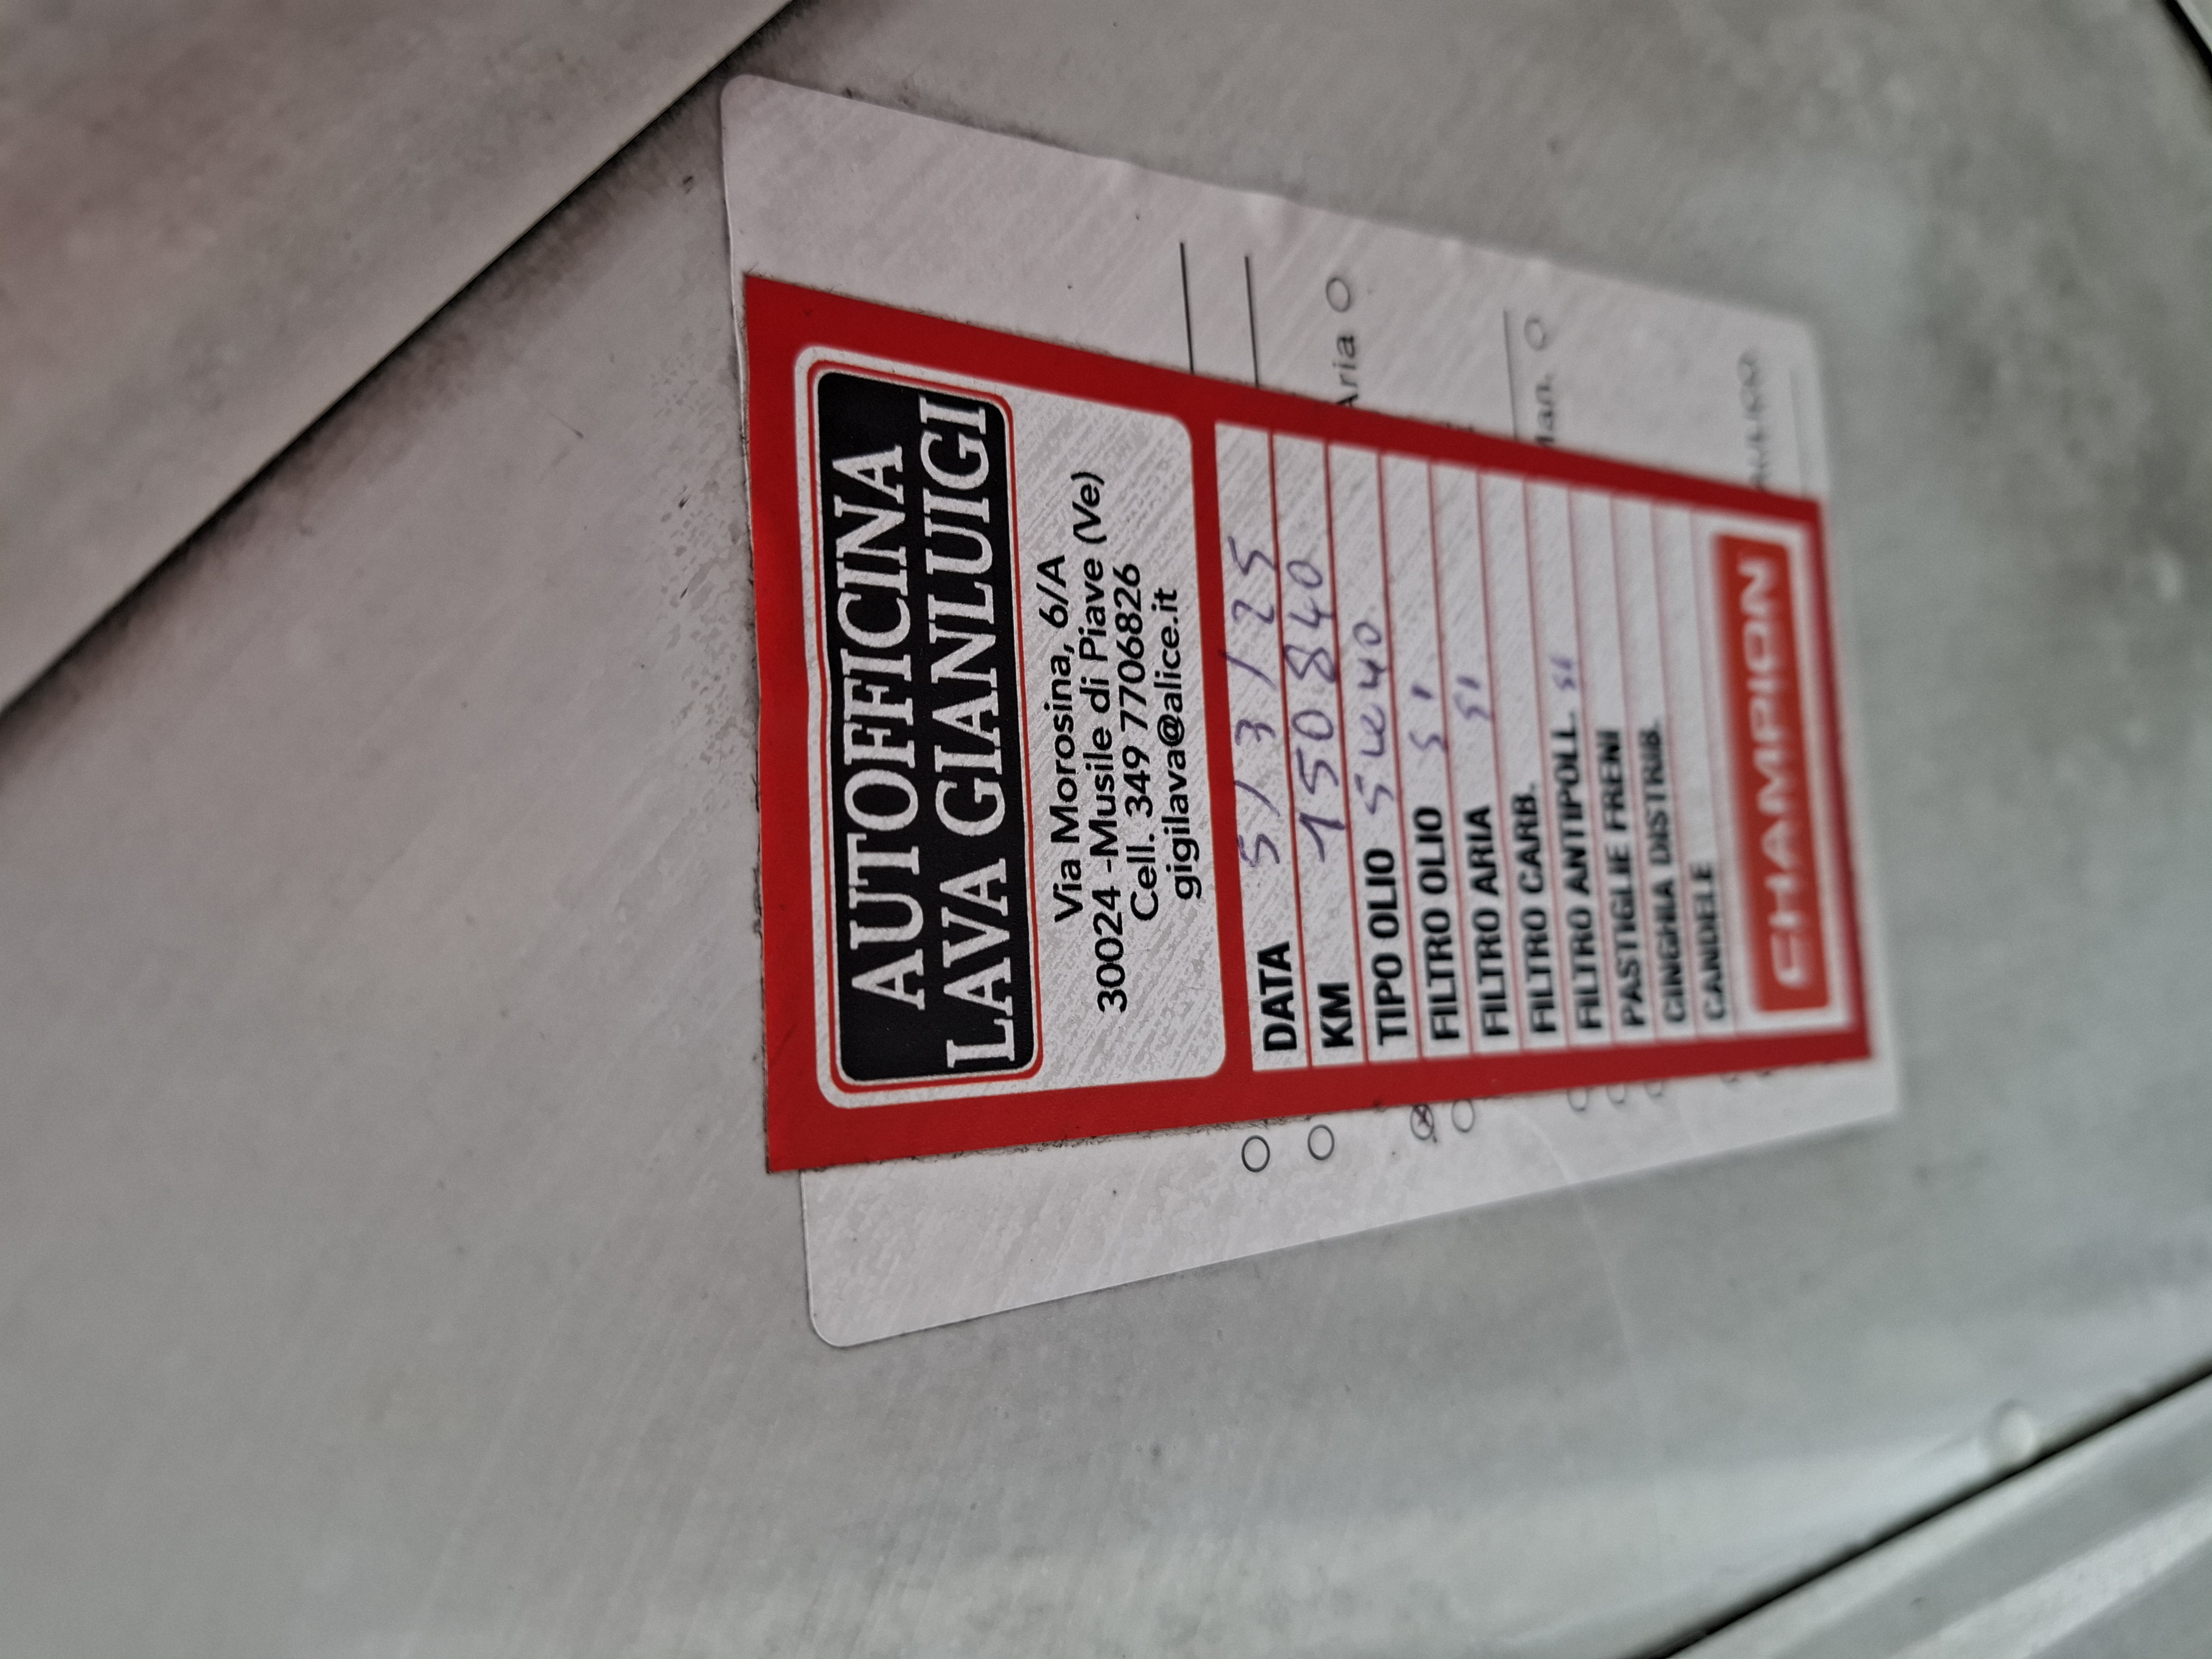 AUTOFFICINA
LAVA GIANLUIGI
Via Morosina, 6/A
30024 -Musile di Piave (Ve)
Cell. 349 7706826
gigilava@alice.it
DATA 5/3/25
KM 150840
TIPO OLIO 5W40
FILTRO OLIO SI
FILTRO ARIA SI
FILTRO CARB.
FILTRO ANTIPOLL. SI
PASTIGLIE FRENI
CINGHIA DISTRIB.
CANDELE
CHAMPION
Aria